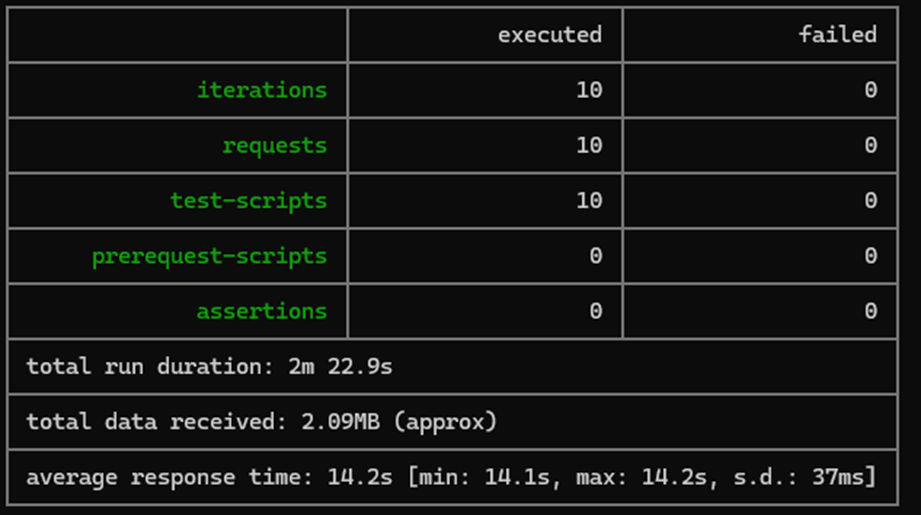 executed failed
iterations 10 0
requests 10 0
test-scripts 10 0
prerequest-scripts 0 0
assertions 0 0
total run duration: 2m 22.9s
total data received: 2.09MB (approx)
average response time: 14.2s [min: 14.1s, max: 14.2s, s.d.: 37ms]